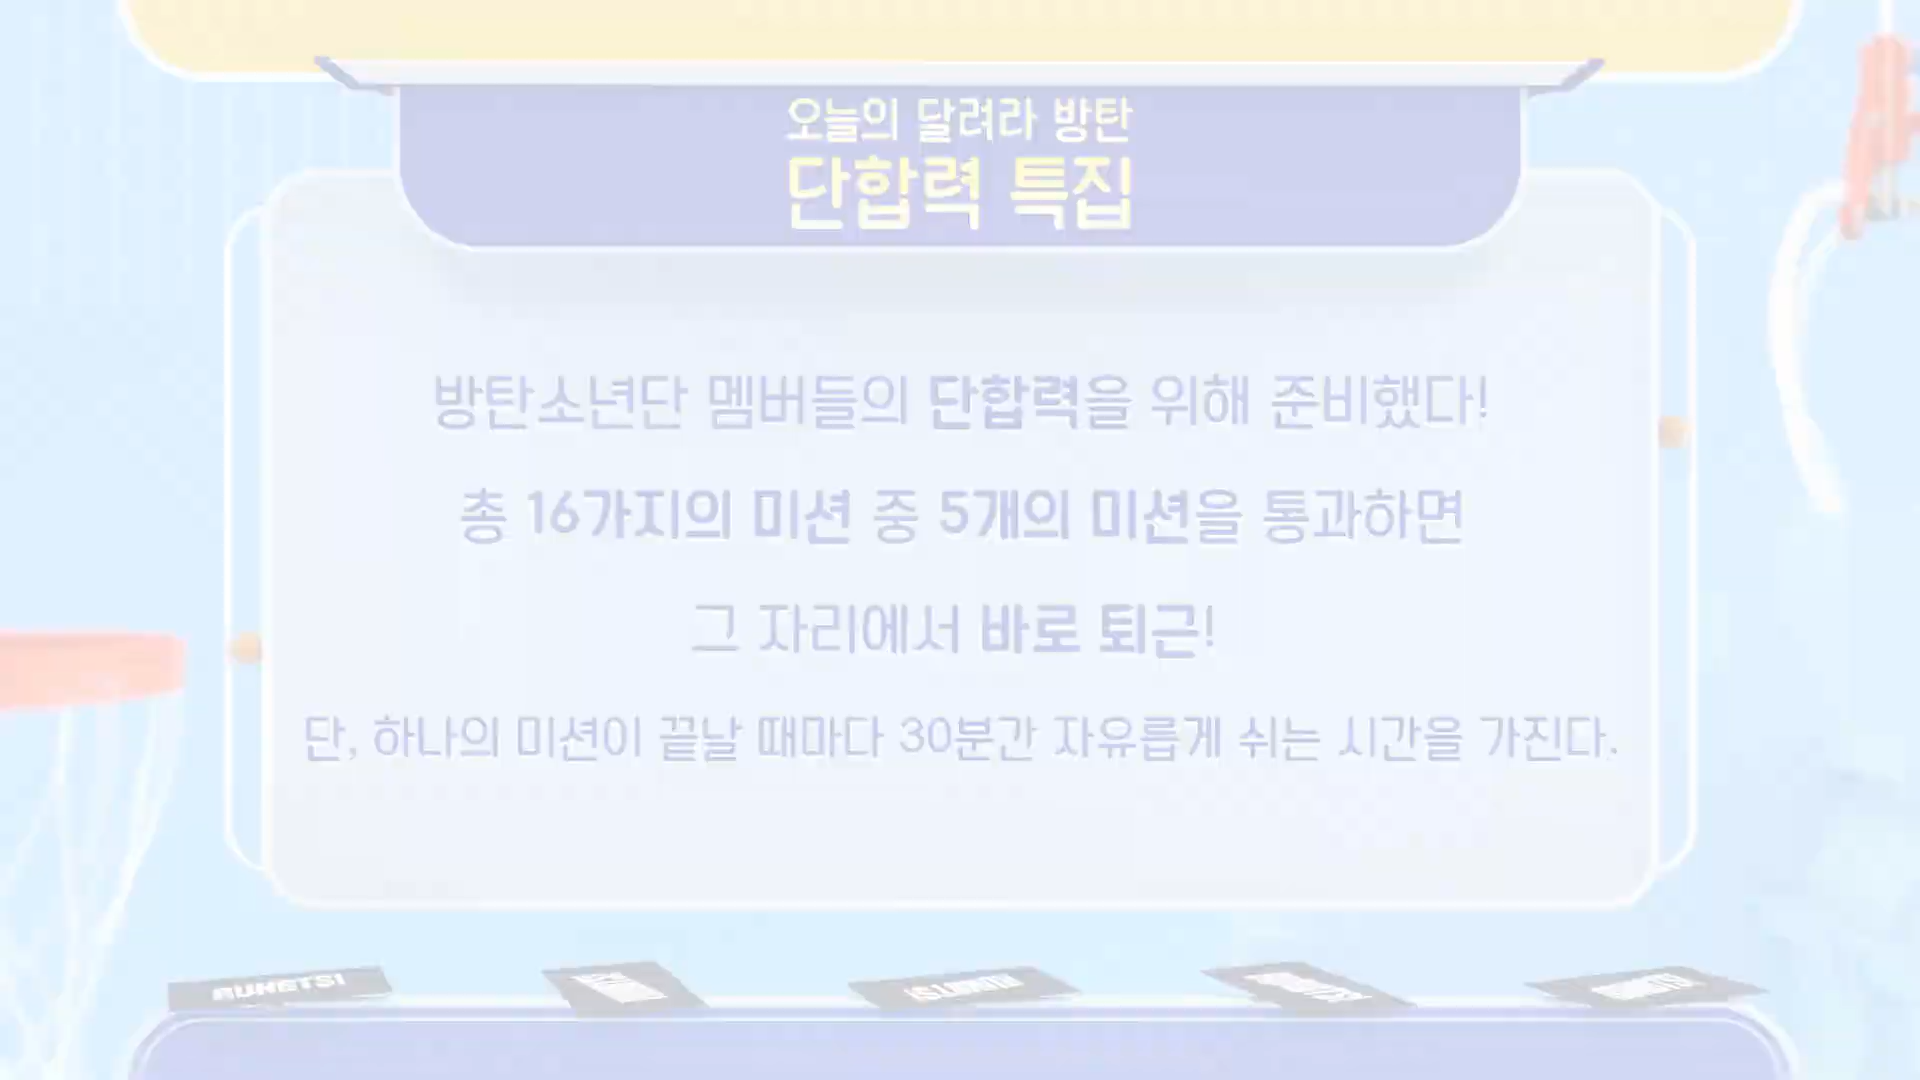 오늘의 달려라 방탄
단합력 특집
방탄소년단 멤버들의 단합력을 위해 준비했다!
총 16가지의 미션 중 5개의 미션을 통과하면
그 자리에서 바로 퇴근!
단, 하나의 미션이 끝날 때마다 30분간 자유롭게 쉬는 시간을 가진다.